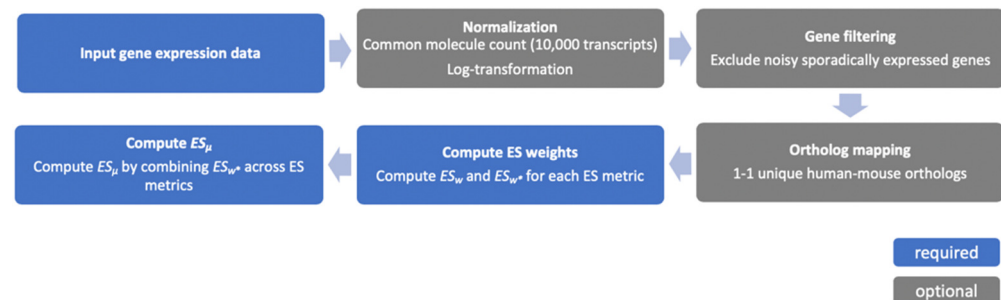 Input gene expression data
Normalization
Common molecule count (10,000 transcripts)
Log-transformation
Gene filtering
Exclude noisy sporadically expressed genes
Ortholog mapping
1-1 unique human-mouse orthologs
Compute ES weights
Compute ESw and ESw* for each ES metric
Compute ESμ
Compute ESμ by combining ESw* across ES
metrics
required
optional